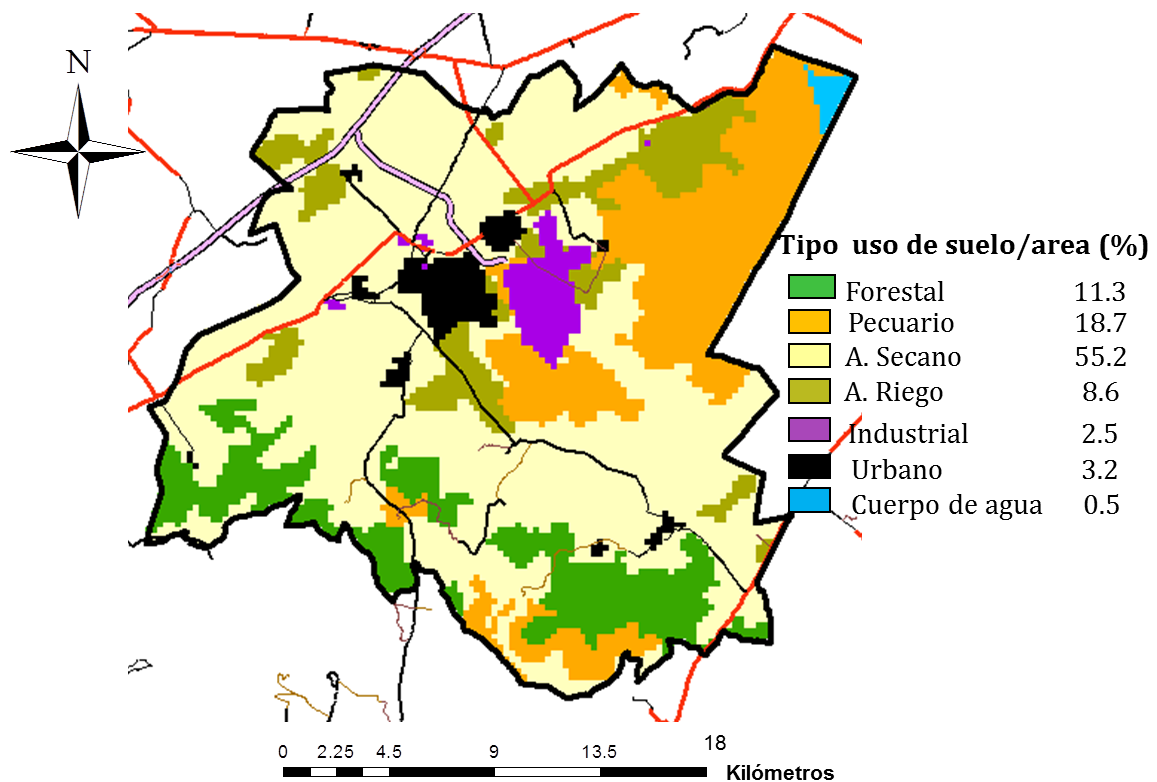 N
Tipo uso de suelo/area (%)
Forestal 11.3
Pecuario 18.7
A. Secano 55.2
A. Riego 8.6
Industrial 2.5
Urbano 3.2
Cuerpo de agua 0.5
0 2.25 4.5 9 13.5 18
Kilómetros